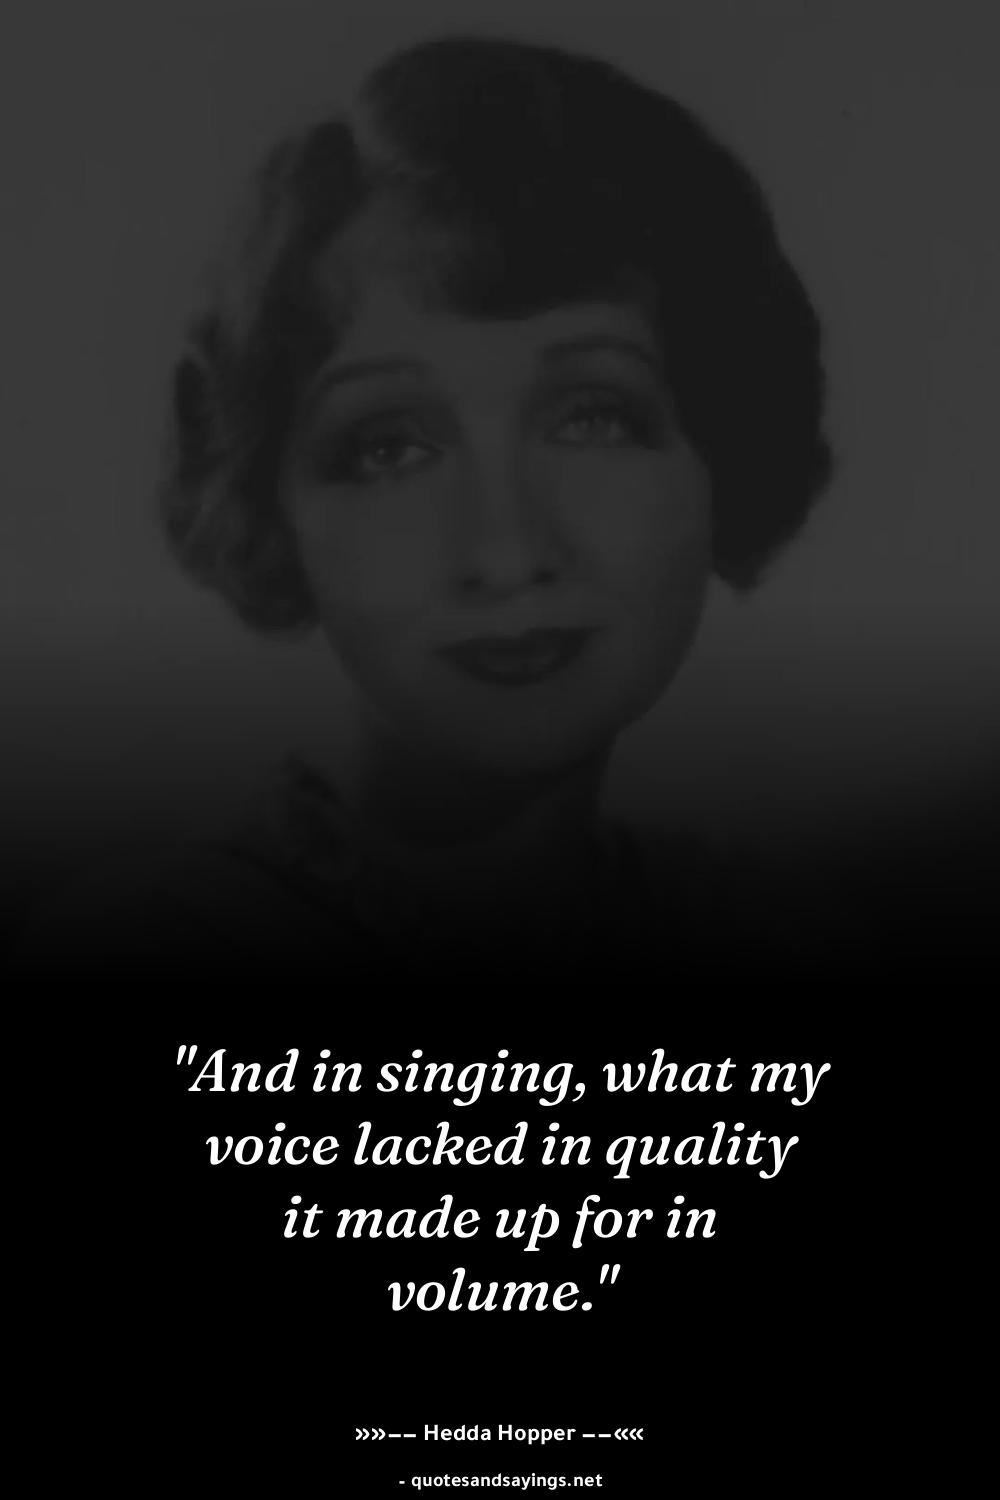 "And in singing, what my
voice lacked in quality
it made up for in
volume."
»»–– Hedda Hopper ––««
- quotesandsayings.net